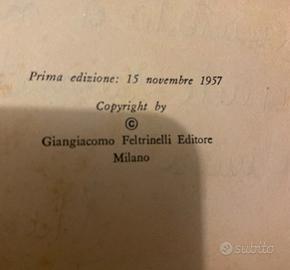 Prima edizione: 15 novembre 1957
Copyright by
©
Giangiacomo Feltrinelli Editore
Milano
subito